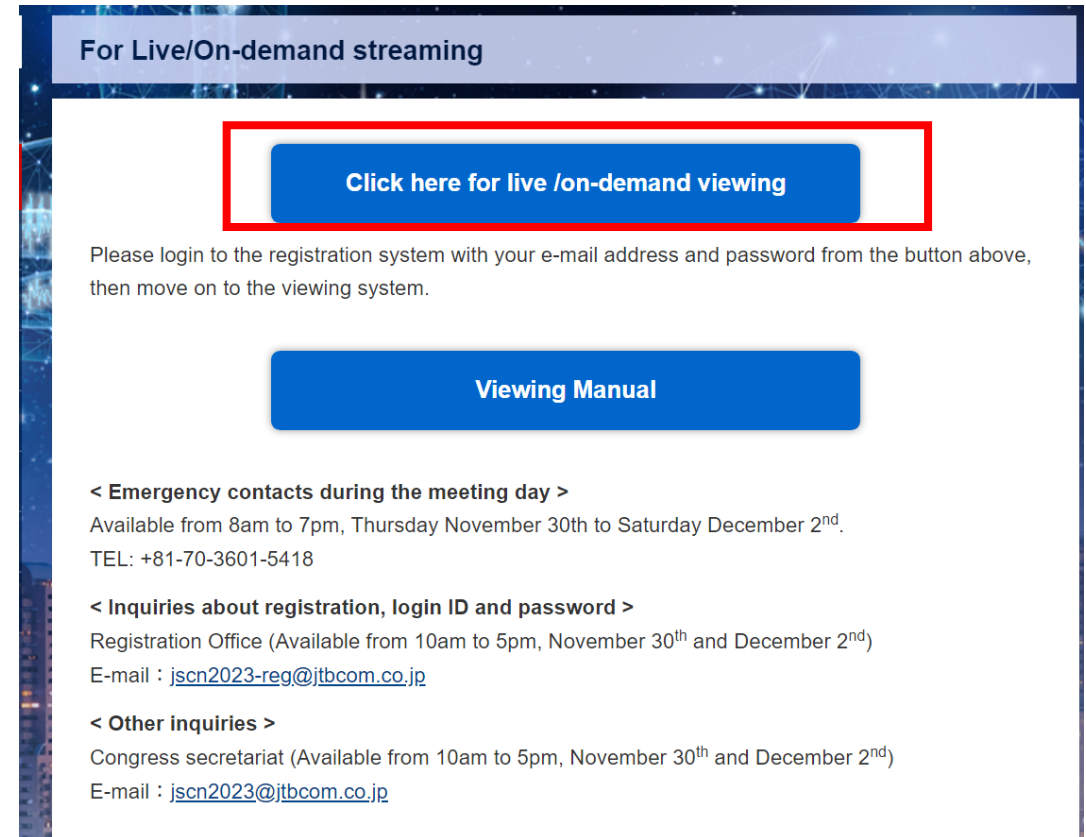 For Live/On-demand streaming
Click here for live /on-demand viewing
Please login to the registration system with your e-mail address and password from the button above,
then move on to the viewing system.
Viewing Manual
< Emergency contacts during the meeting day >
Available from 8am to 7pm, Thursday November 30th to Saturday December 2nd.
TEL: +81-70-3601-5418
< Inquiries about registration, login ID and password >
Registration Office (Available from 10am to 5pm, November 30th and December 2nd)
E-mail：jscn2023-reg@jtbcom.co.jp
< Other inquiries >
Congress secretariat (Available from 10am to 5pm, November 30th and December 2nd)
E-mail：jscn2023@jtbcom.co.jp